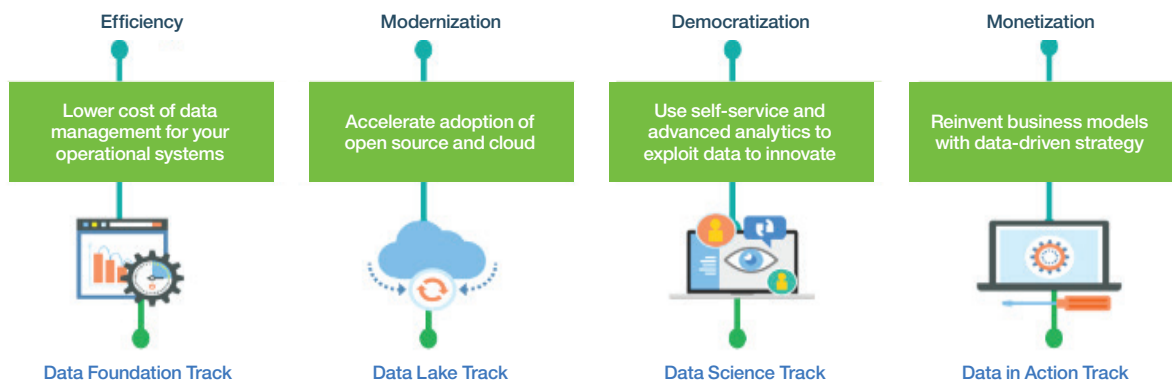 Efficiency
Lower cost of data
management for your
operational systems
Data Foundation Track
Modernization
Accelerate adoption of
open source and cloud
Data Lake Track
Democratization
Use self-service and
advanced analytics to
exploit data to innovate
Data Science Track
Monetization
Reinvent business models
with data-driven strategy
Data in Action Track